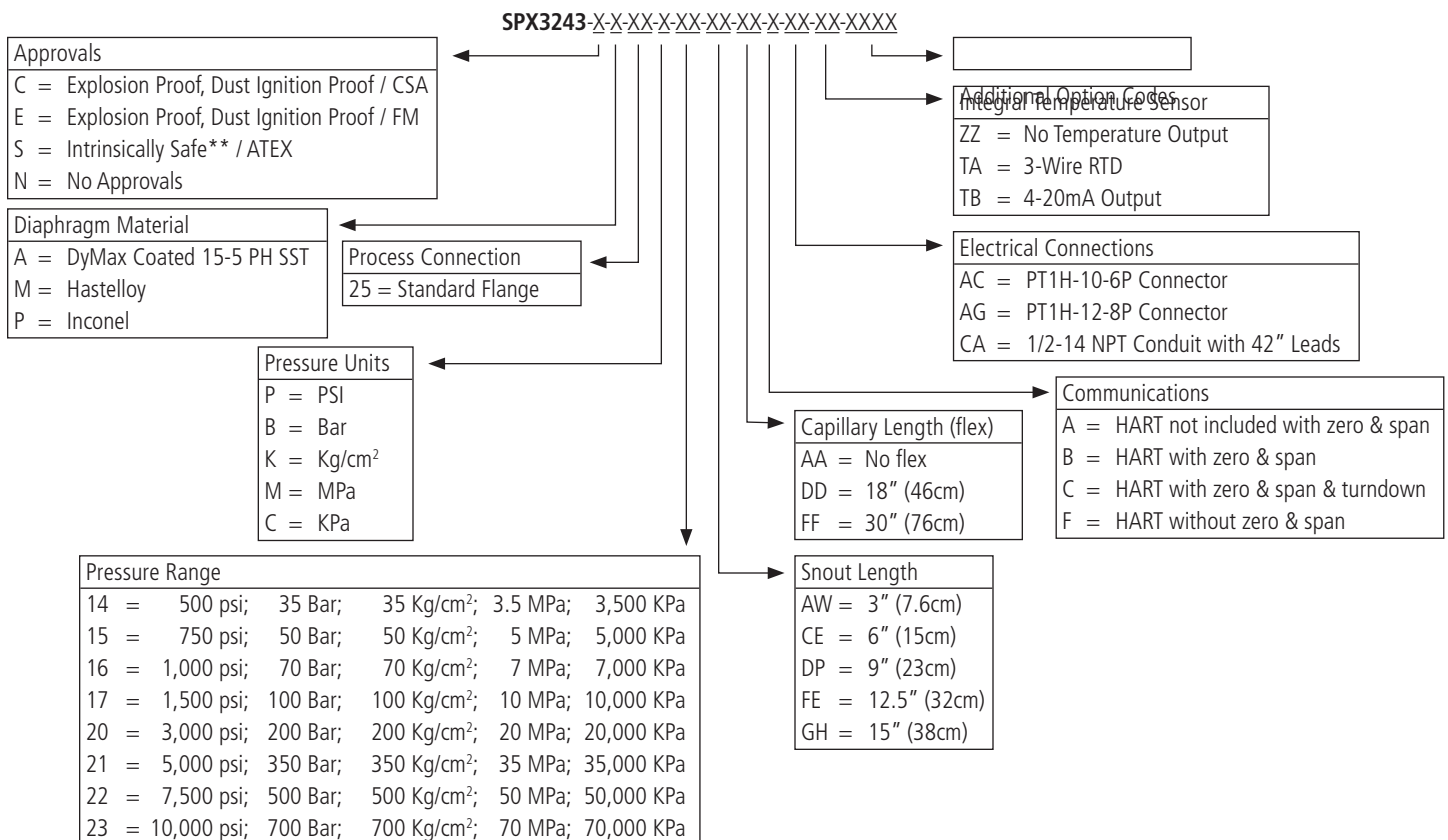 SPX3243-X-X-XX-X-XX-XX-XX-X-XX-XX-XXXX
Approvals
C = Explosion Proof, Dust Ignition Proof / CSA
E = Explosion Proof, Dust Ignition Proof / FM
S = Intrinsically Safe** / ATEX
N = No Approvals
Diaphragm Material
A = DyMax Coated 15-5 PH SST
M = Hastelloy
P = Inconel
Process Connection
25 = Standard Flange
Pressure Units
P = PSI
B = Bar
K = Kg/cm²
M = MPa
C = KPa
Pressure Range
14 = 500 psi; 35 Bar; 35 Kg/cm²; 3.5 MPa; 3,500 KPa
15 = 750 psi; 50 Bar; 50 Kg/cm²; 5 MPa; 5,000 KPa
16 = 1,000 psi; 70 Bar; 70 Kg/cm²; 7 MPa; 7,000 KPa
17 = 1,500 psi; 100 Bar; 100 Kg/cm²; 10 MPa; 10,000 KPa
20 = 3,000 psi; 200 Bar; 200 Kg/cm²; 20 MPa; 20,000 KPa
21 = 5,000 psi; 350 Bar; 350 Kg/cm²; 35 MPa; 35,000 KPa
22 = 7,500 psi; 500 Bar; 500 Kg/cm²; 50 MPa; 50,000 KPa
23 = 10,000 psi; 700 Bar; 700 Kg/cm²; 70 MPa; 70,000 KPa
Additional Option Codes
Integral Temperature Sensor
ZZ = No Temperature Output
TA = 3-Wire RTD
TB = 4-20mA Output
Electrical Connections
AC = PT1H-10-6P Connector
AG = PT1H-12-8P Connector
CA = 1/2-14 NPT Conduit with 42" Leads
Communications
A = HART not included with zero & span
B = HART with zero & span
C = HART with zero & span & turndown
F = HART without zero & span
Capillary Length (flex)
AA = No flex
DD = 18" (46cm)
FF = 30" (76cm)
Snout Length
AW = 3" (7.6cm)
CE = 6" (15cm)
DP = 9" (23cm)
FE = 12.5" (32cm)
GH = 15" (38cm)